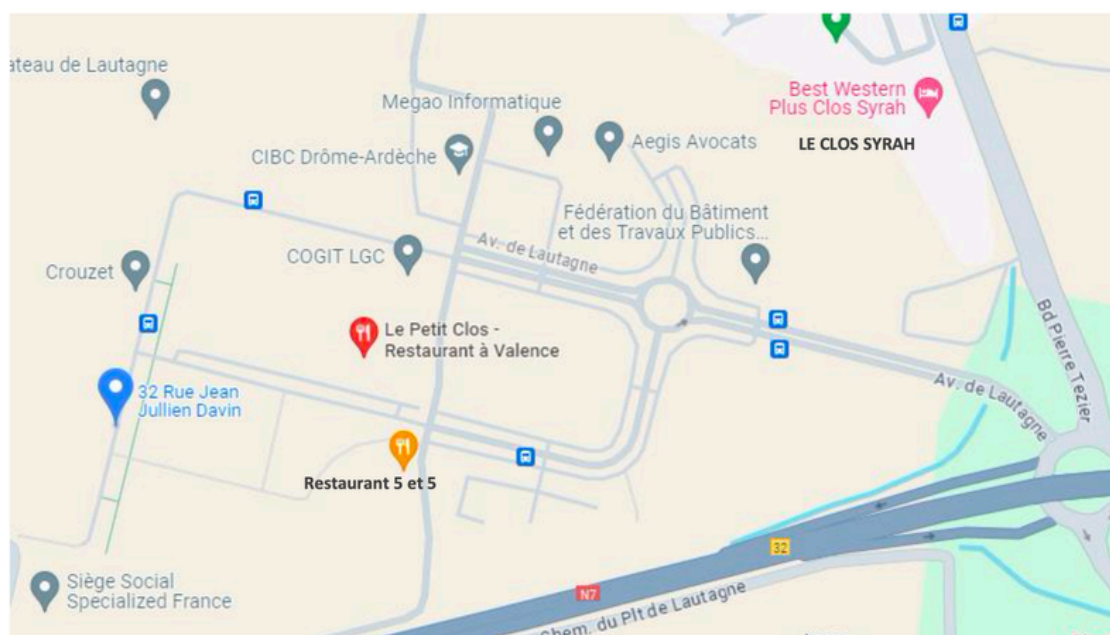 ateau de Lautagne
Megao Informatique
Best Western
Plus Clos Syrah
LE CLOS SYRAH
CIBC Drôme-Ardèche
Aegis Avocats
Fédération du Bâtiment
et des Travaux Publics...
Av. de Lautagne
COGIT LGC
Crouzet
Le Petit Clos -
Restaurant à Valence
Bd Pierre Tezier
Av. de Lautagne
32 Rue Jean
Jullien Davin
Restaurant 5 et 5
32
Siège Social
Specialized France
N7
Chem. du Plt de Lautagne